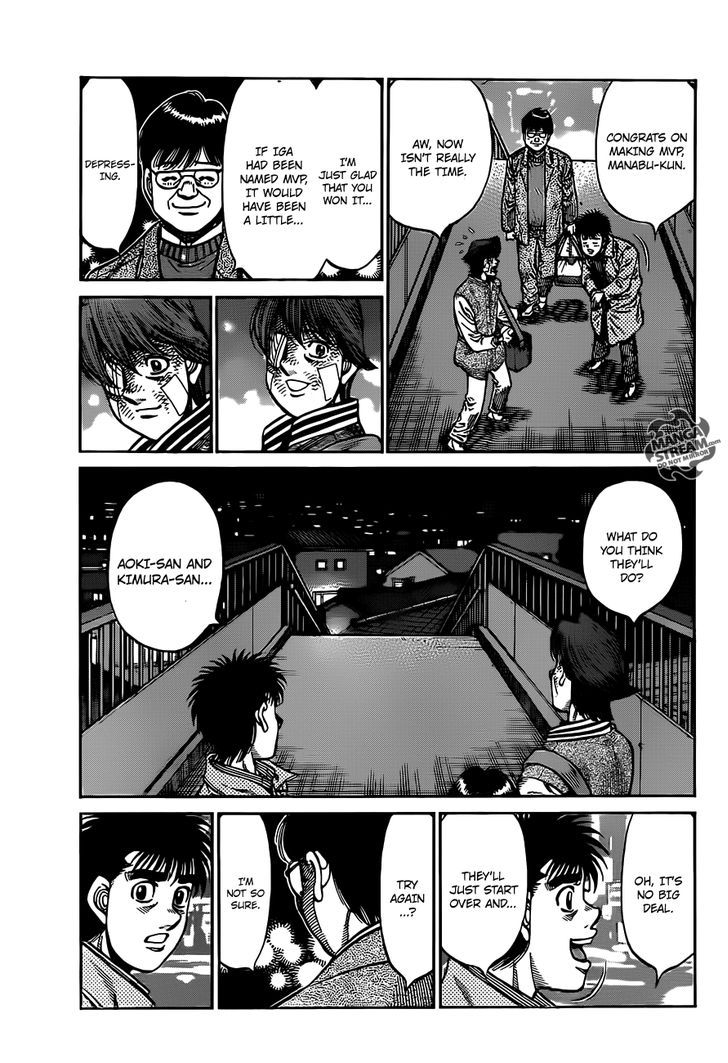 CONGRATS ON
MAKING MVP,
MANABU-KUN.
AW, NOW
ISN'T REALLY
THE TIME.
I'M
JUST GLAD
THAT YOU
WON IT...
IF IGA
HAD BEEN
NAMED MVP,
IT WOULD
HAVE BEEN
A LITTLE...
DEPRESS-
ING.
MANGA
STREAM.com
DO NOT MIRROR
WHAT DO
YOU THINK
THEY'LL
DO?
AOKI-SAN AND
KIMURA-SAN...
OH, IT'S
NO BIG
DEAL.
THEY'LL
JUST START
OVER AND...
TRY
AGAIN
...?
I'M
NOT SO
SURE.